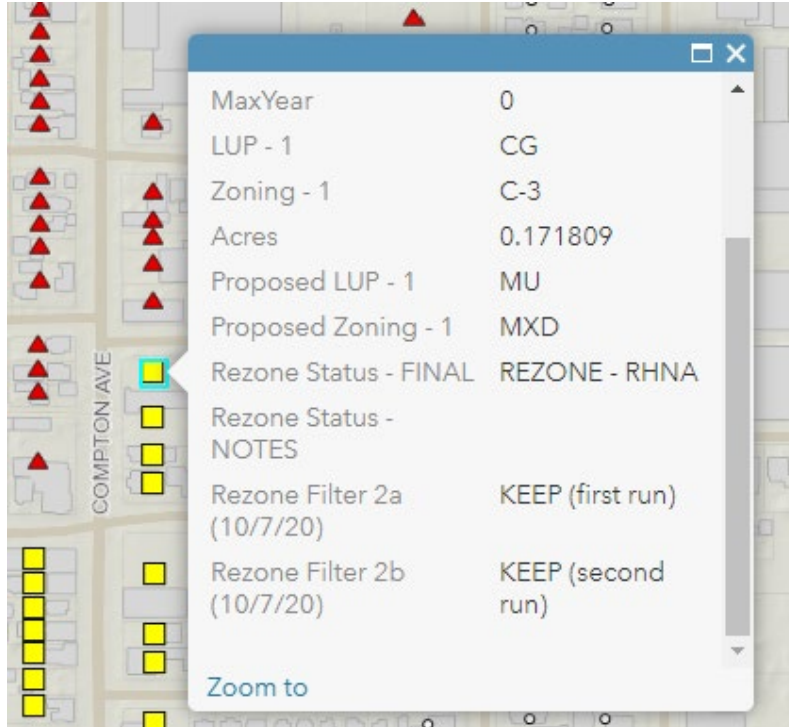 MaxYear 0
LUP - 1 CG
Zoning - 1 C-3
Acres 0.171809
Proposed LUP - 1 MU
Proposed Zoning - 1 MXD
Rezone Status - FINAL REZONE - RHNA
Rezone Status -
NOTES
Rezone Filter 2a KEEP (first run)
(10/7/20)
Rezone Filter 2b KEEP (second
(10/7/20) run)
Zoom to
COMPTON AVE